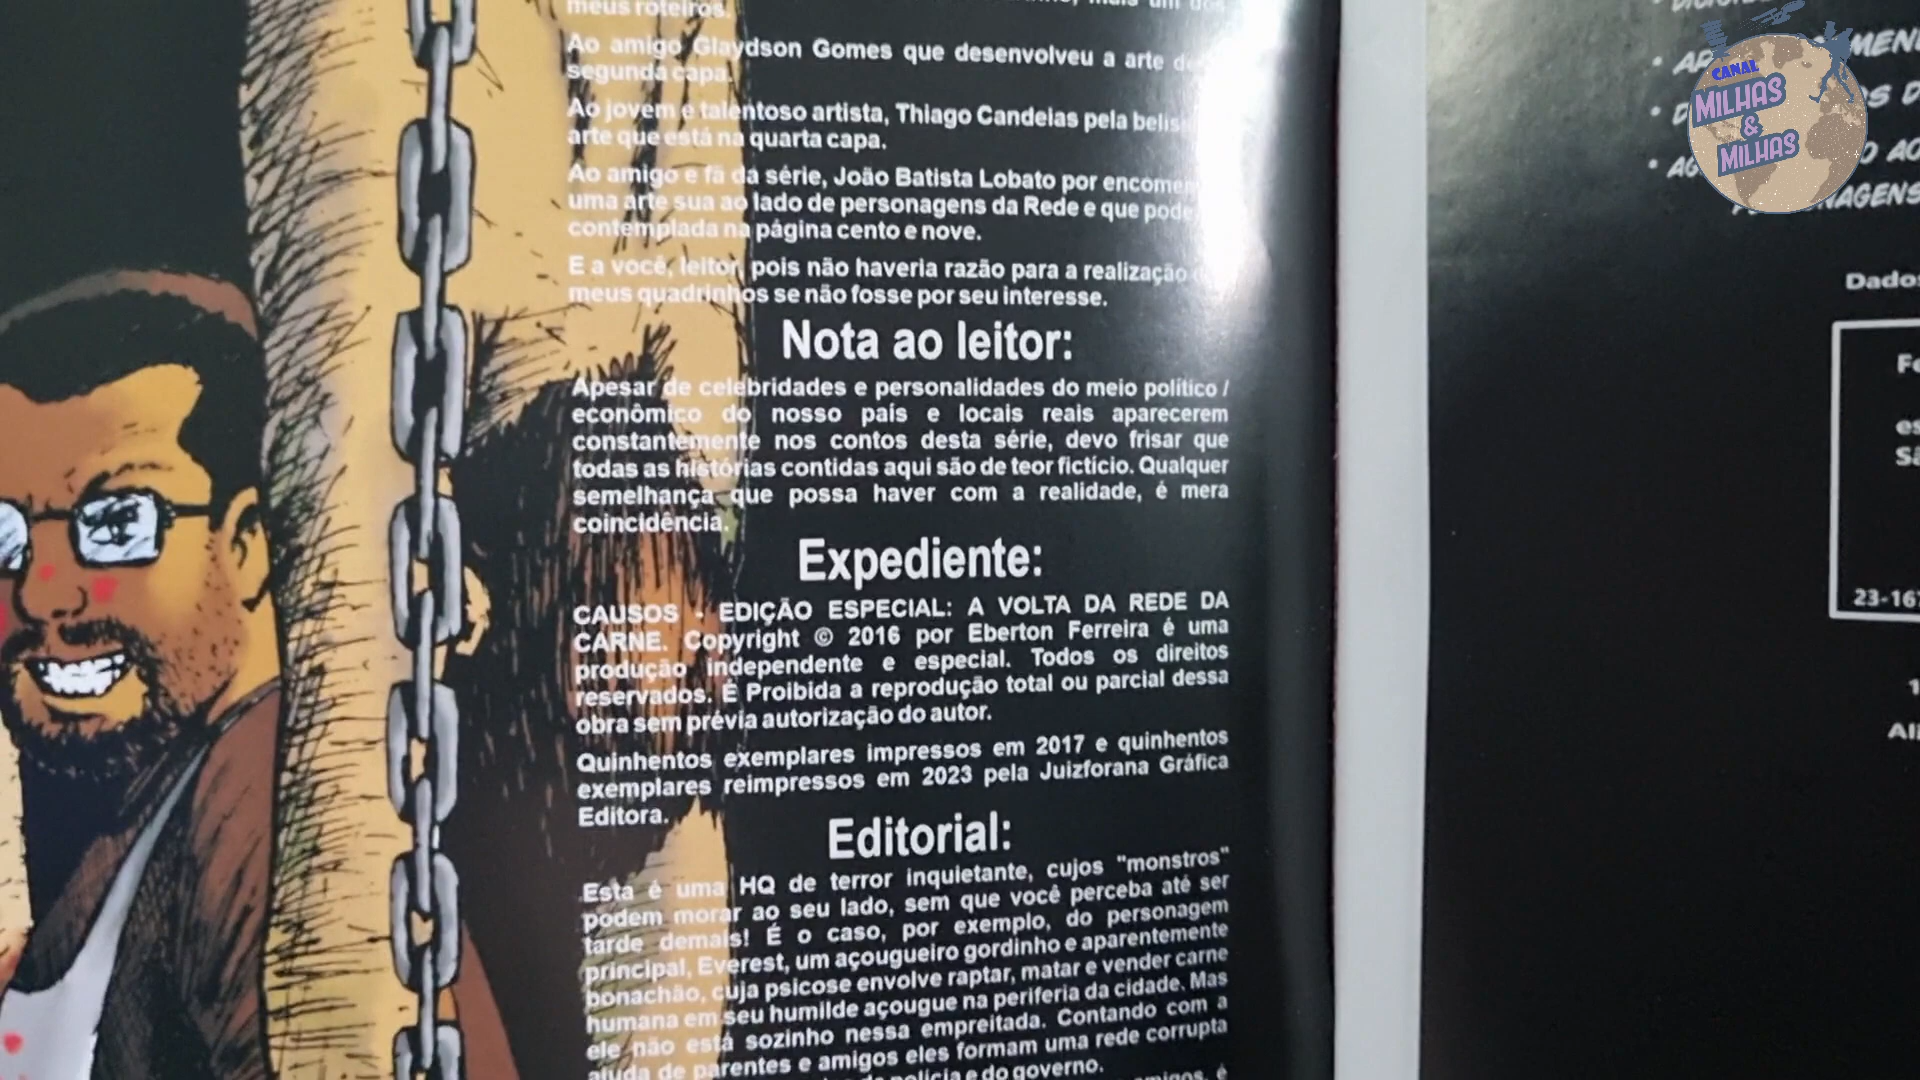 meus roteiros.
Ao amigo Glaydson Gomes que desenvolveu a arte
segunda capa.
Ao jovem e talentoso artista, Thiago Candeias pela
arte que está na quarta capa.
Ao amigo e fã da série, João Batista Lobato por
uma arte sua ao lado de personagens da Rede e que
contemplada na página cento e nove.
E a você, leitor, pois não haveria razão para a realização
meus quadrinhos se não fosse por seu interesse.
Nota ao leitor:
Apesar de celebridades e personalidades do meio político /
econômico do nosso país e locais reais aparecerem
constantemente nos contos desta série, devo frisar que
todas as histórias contidas aqui são de teor fictício. Qualquer
semelhança que possa haver com a realidade, é mera
coincidência.
Expediente:
CAUSOS - EDIÇÃO ESPECIAL: A VOLTA DA REDE DA
CARNE. Copyright © 2016 por Eberton Ferreira é uma
produção independente e especial. Todos os direitos
reservados. É Proibida a reprodução total ou parcial dessa
obra sem prévia autorização do autor.
Quinhentos exemplares impressos em 2017 e quinhentos
exemplares reimpressos em 2023 pela Juizforana Gráfica
Editora.
Editorial:
Esta é uma HQ de terror inquietante, cujos "monstros"
podem morar ao seu lado, sem que você perceba até ser
tarde demais! É o caso, por exemplo, do personagem
principal, Everest, um açougueiro gordinho e aparentemente
bonachão, cuja psicose envolve raptar, matar e vender carne
humana em seu humilde açougue na periferia da cidade. Mas
ele não está sozinho nessa empreitada. Contando com a
ajuda de parentes e amigos eles formam uma rede corrupta
polícia e do governo.
CANAL
MILHAS
&
MILHAS
Dados
23-167